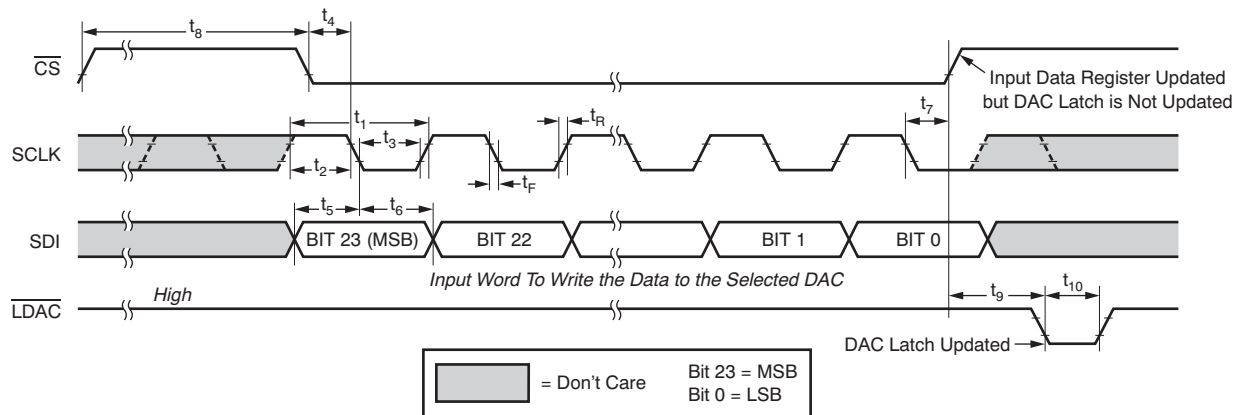 t8
t4
CS
Input Data Register Updated
but DAC Latch is Not Updated
t1
tR
t7
SCLK
t3
t2
tF
t5
t6
SDI
BIT 23 (MSB)
BIT 22
BIT 1
BIT 0
Input Word To Write the Data to the Selected DAC
High
t9
t10
LDAC
DAC Latch Updated
= Don't Care
Bit 23 = MSB
Bit 0 = LSB